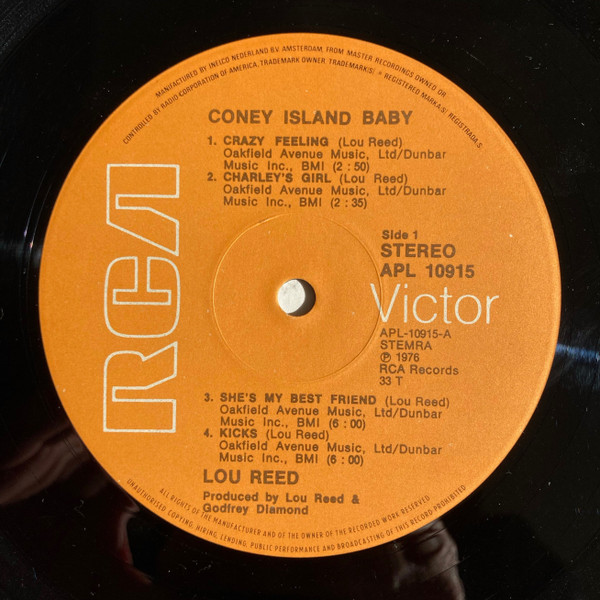 MANUFACTURED BY INELCO NEDERLAND B.V. AMSTERDAM, FROM MASTER RECORDINGS OWNED OR
CONTROLLED BY RADIO CORPORATION OF AMERICA, TRADEMARK OWNER. TRADEMARK(S) ® REGISTERED MARKA(S) REGISTRADA·S·
CONEY ISLAND BABY
1. CRAZY FEELING (Lou Reed)
Oakfield Avenue Music, Ltd/Dunbar
Music Inc., BMI (2 : 50)
2. CHARLEY'S GIRL (Lou Reed)
Oakfield Avenue Music, Ltd/Dunbar
Music Inc., BMI (2 : 35)
RCA
Side 1
STEREO
APL 10915
Victor
APL-10915-A
STEMRA
℗ 1976
RCA Records
33 T
3. SHE'S MY BEST FRIEND (Lou Reed)
Oakfield Avenue Music, Ltd/Dunbar
Music Inc., BMI (6 : 00)
4. KICKS (Lou Reed)
Oakfield Avenue Music, Ltd/Dunbar
Music Inc., BMI (6 : 00)
LOU REED
Produced by Lou Reed &
Godfrey Diamond
ALL RIGHTS OF THE MANUFACTURER AND OF THE OWNER OF THE RECORDED WORK RESERVED
UNAUTHORISED COPYING, HIRING, LENDING, PUBLIC PERFORMANCE AND BROADCASTING OF THIS RECORD PROHIBITED